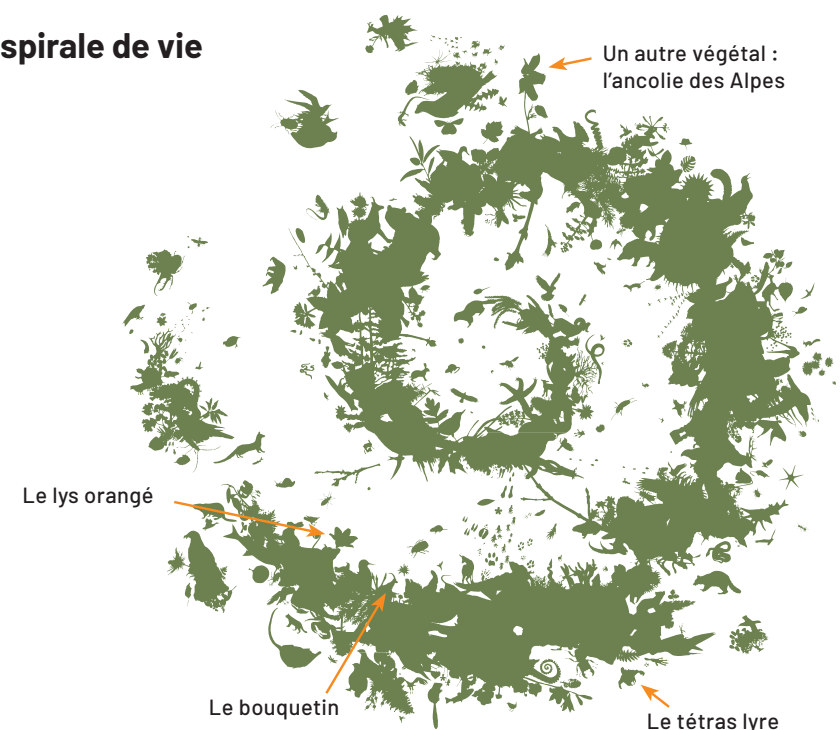 spirale de vie
Un autre végétal :
l'ancolie des Alpes
Le lys orangé
Le bouquetin
Le tétras lyre